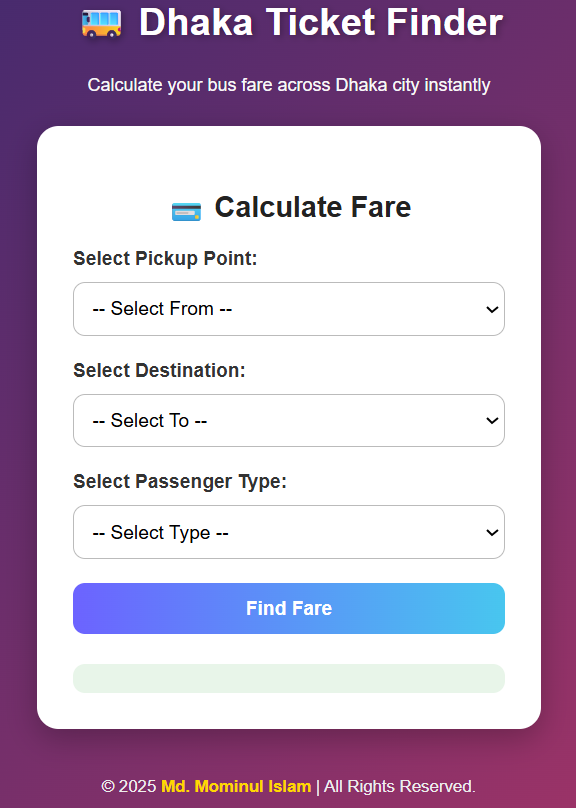 Dhaka Ticket Finder
Calculate your bus fare across Dhaka city instantly
Calculate Fare
Select Pickup Point:
-- Select From --
Select Destination:
-- Select To --
Select Passenger Type:
-- Select Type --
Find Fare
© 2025 Md. Mominul Islam | All Rights Reserved.